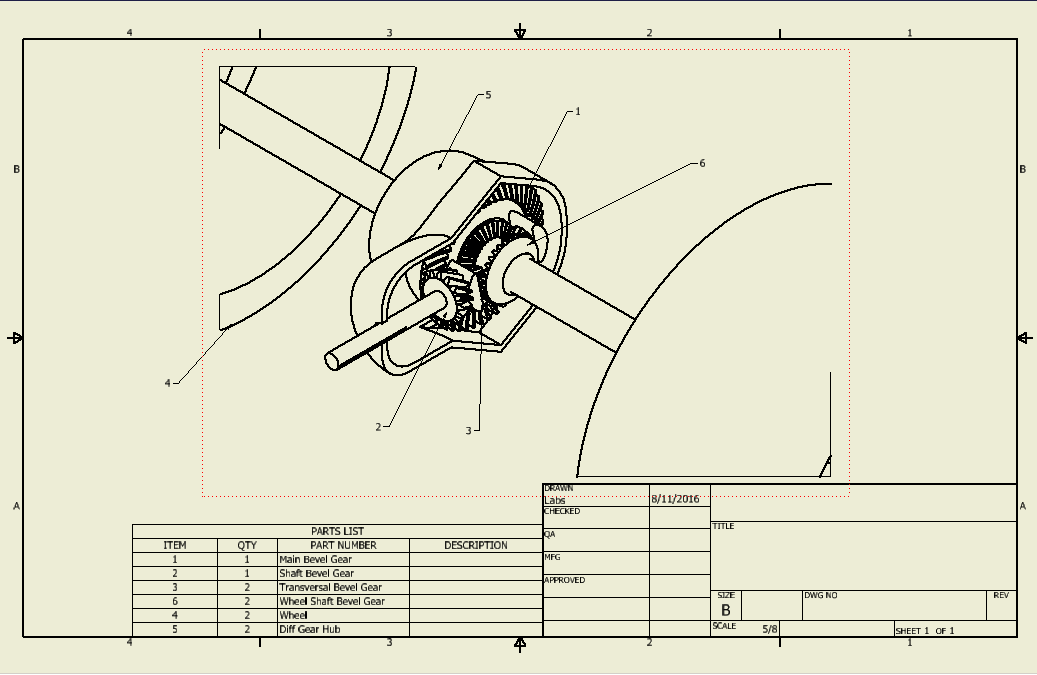 4 3 2 1
5
1
6
B B
4
2
3
A A
DRAWN
Labs 8/11/2016
CHECKED
QA
MFG
APPROVED
TITLE
SIZE
B
DWG NO
REV
SCALE 5/8
SHEET 1 OF 1
PARTS LIST
ITEM QTY PART NUMBER DESCRIPTION
1 1 Main Bevel Gear
2 1 Shaft Bevel Gear
3 2 Transversal Bevel Gear
6 2 Wheel Shaft Bevel Gear
4 2 Wheel
5 2 Diff Gear Hub
4 3 2 1